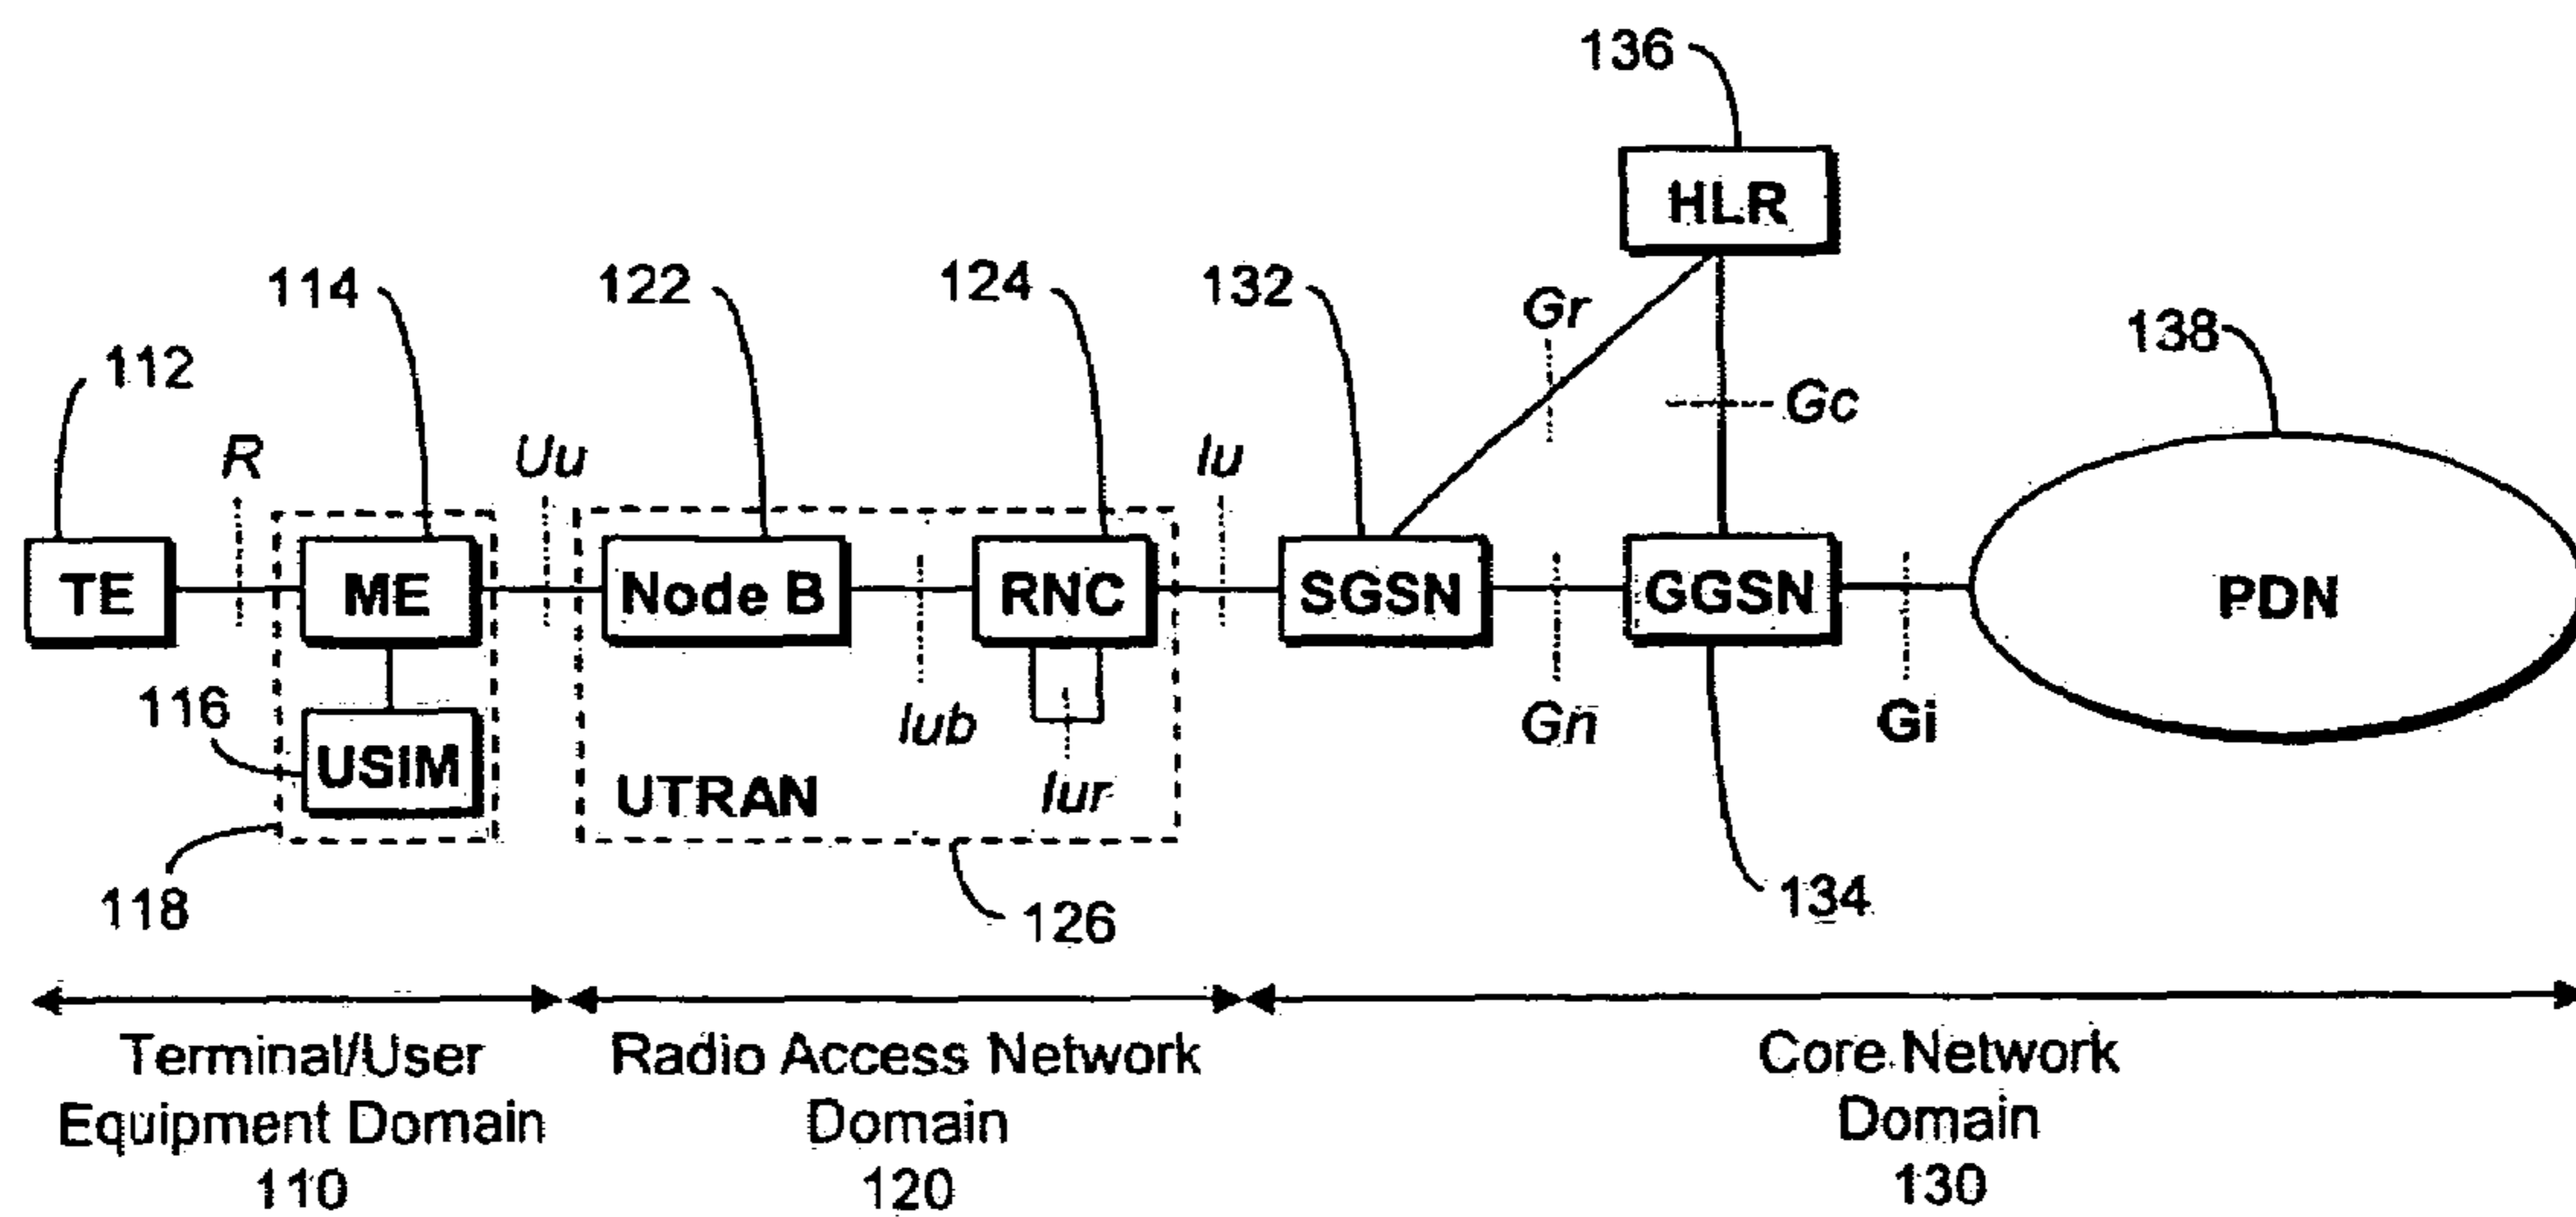 136
HLR
114
122
124
132
Gr
138
112
Gc
R
Uu
Iu
TE
ME
Node B
RNC
SGSN
GGSN
PDN
116
USIM
UTRAN
Iub
Iur
Gn
Gi
118
126
134
Terminal/User
Equipment Domain
110
Radio Access Network
Domain
120
Core Network
Domain
130